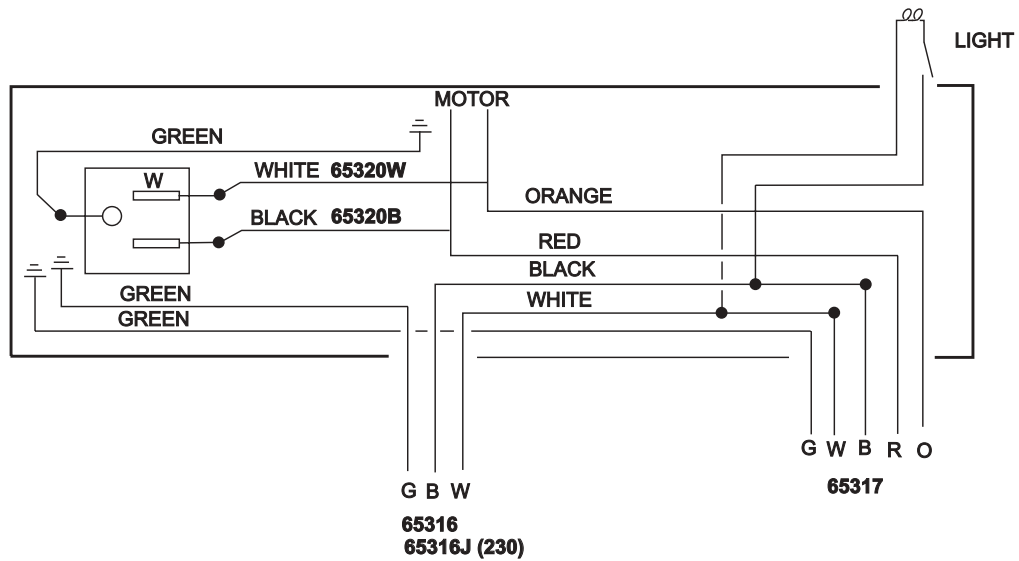 LIGHT
MOTOR
GREEN
WHITE 65320W
W
ORANGE
BLACK 65320B
RED
BLACK
GREEN
WHITE
GREEN
G W B R O
65317
G B W
65316
65316J (230)